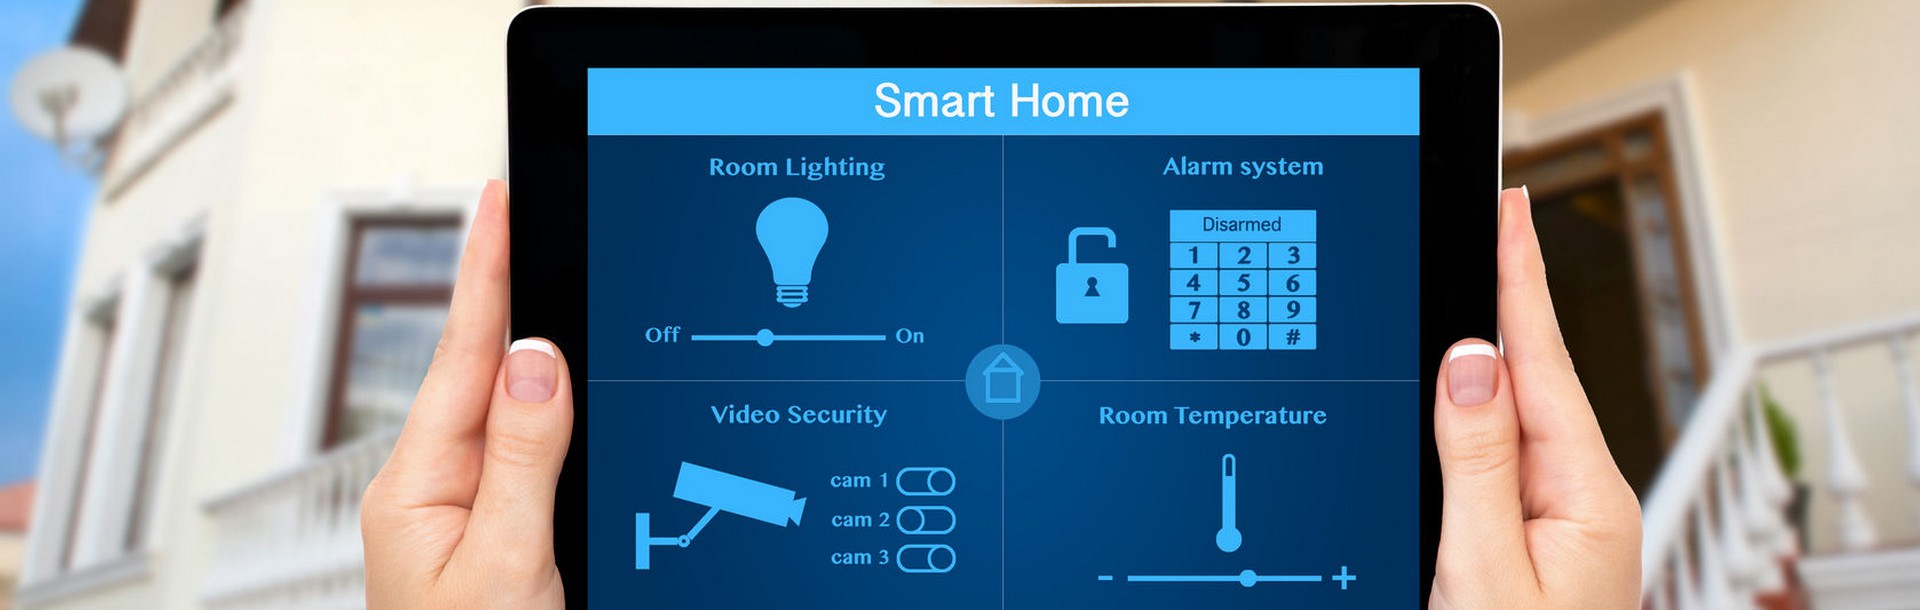 Smart Home
Room Lighting
Off On
Alarm system
Disarmed
1 2 3
4 5 6
7 8 9
* 0 #
Video Security
cam 1
cam 2
cam 3
Room Temperature
- +